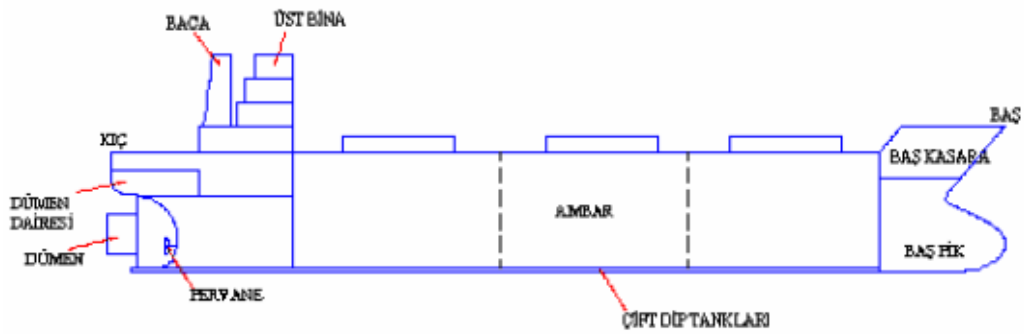 BACA
ÜST BİNA
KIÇ
BAŞ
BAŞ KASARA
DÜMEN
DAİRESİ
AMBAR
DÜMEN
BAŞ PİK
PERVANE
ÇİFT DİP TANKLARI